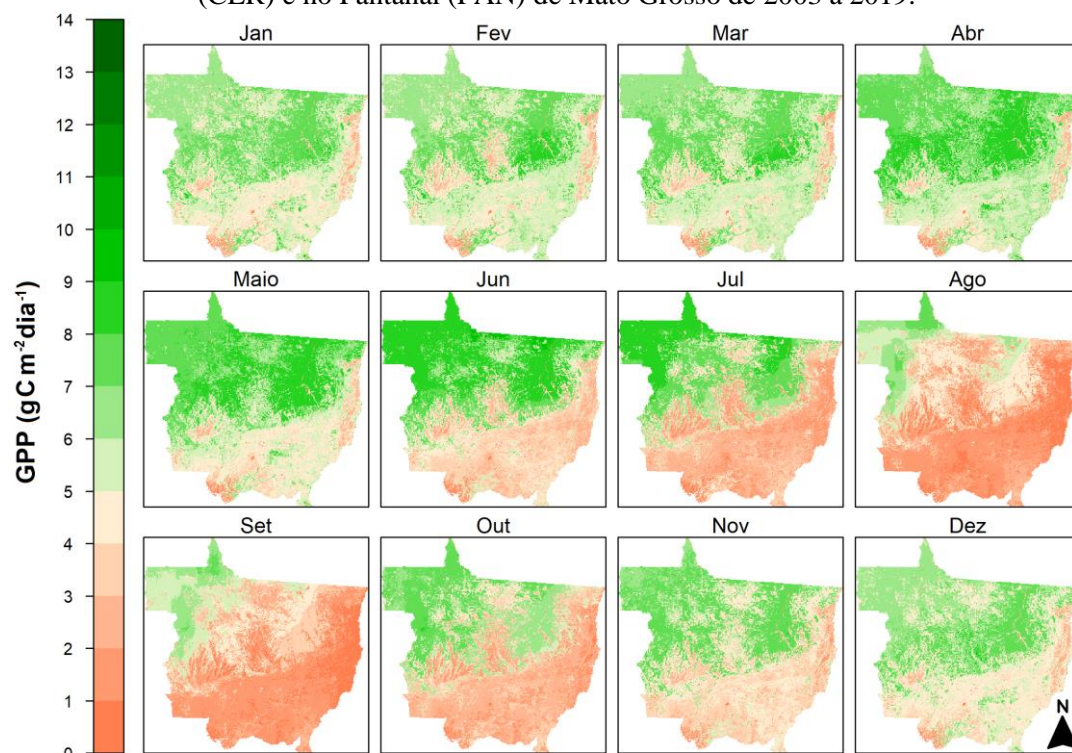 (CER) e no Pantanal (PAN) de Mato Grosso de 2003 a 2019.
14
13
12
11
10
9
8
7
6
5
4
3
2
1
0
GPP (gC m⁻² dia⁻¹)
Jan
Fev
Mar
Abr
Maio
Jun
Jul
Ago
Set
Out
Nov
Dez
N